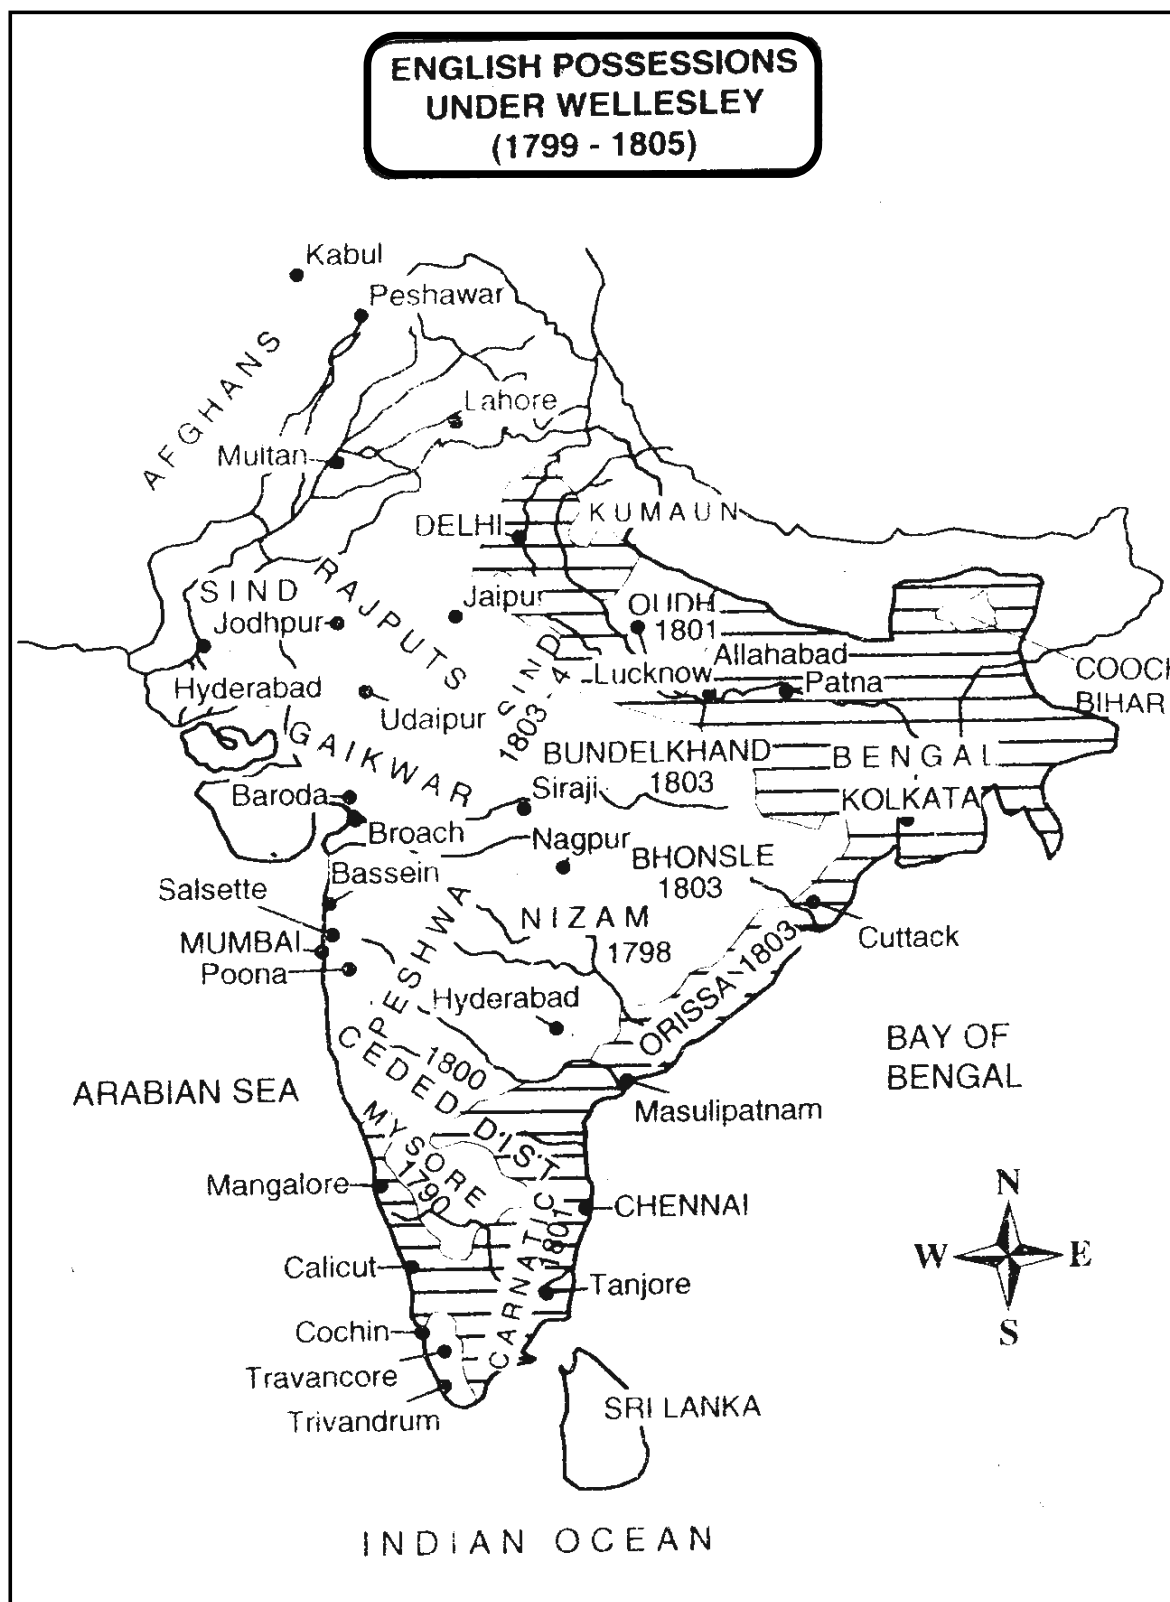 ENGLISH POSSESSIONS
UNDER WELLESLEY
(1799 - 1805)
Kabul
Peshawar
AFGHANS
Lahore
Multan
DELHI
KUMAUN
SIND
RAJPUTS
Jaipur
Jodhpur
OUDH
1801
SIND
1803-4
Allahabad
Lucknow
Patna
COOCH
BIHAR
Hyderabad
Udaipur
GAIKWAR
BUNDELKHAND
1803
BENGAL
Siraji
Baroda
KOLKATA
Broach
Nagpur
Bassein
BHONSLE
1803
Salsette
PESHWA
NIZAM
1798
MUMBAI
Poona
Cuttack
Hyderabad
ORISSA 1803
BAY OF
BENGAL
1800
CEDED DIST
ARABIAN SEA
Masulipatnam
MYSORE
1790
Mangalore
CHENNAI
CARNATIC
1801
N
W
E
S
Calicut
Tanjore
Cochin
Travancore
Trivandrum
SRI LANKA
INDIAN OCEAN